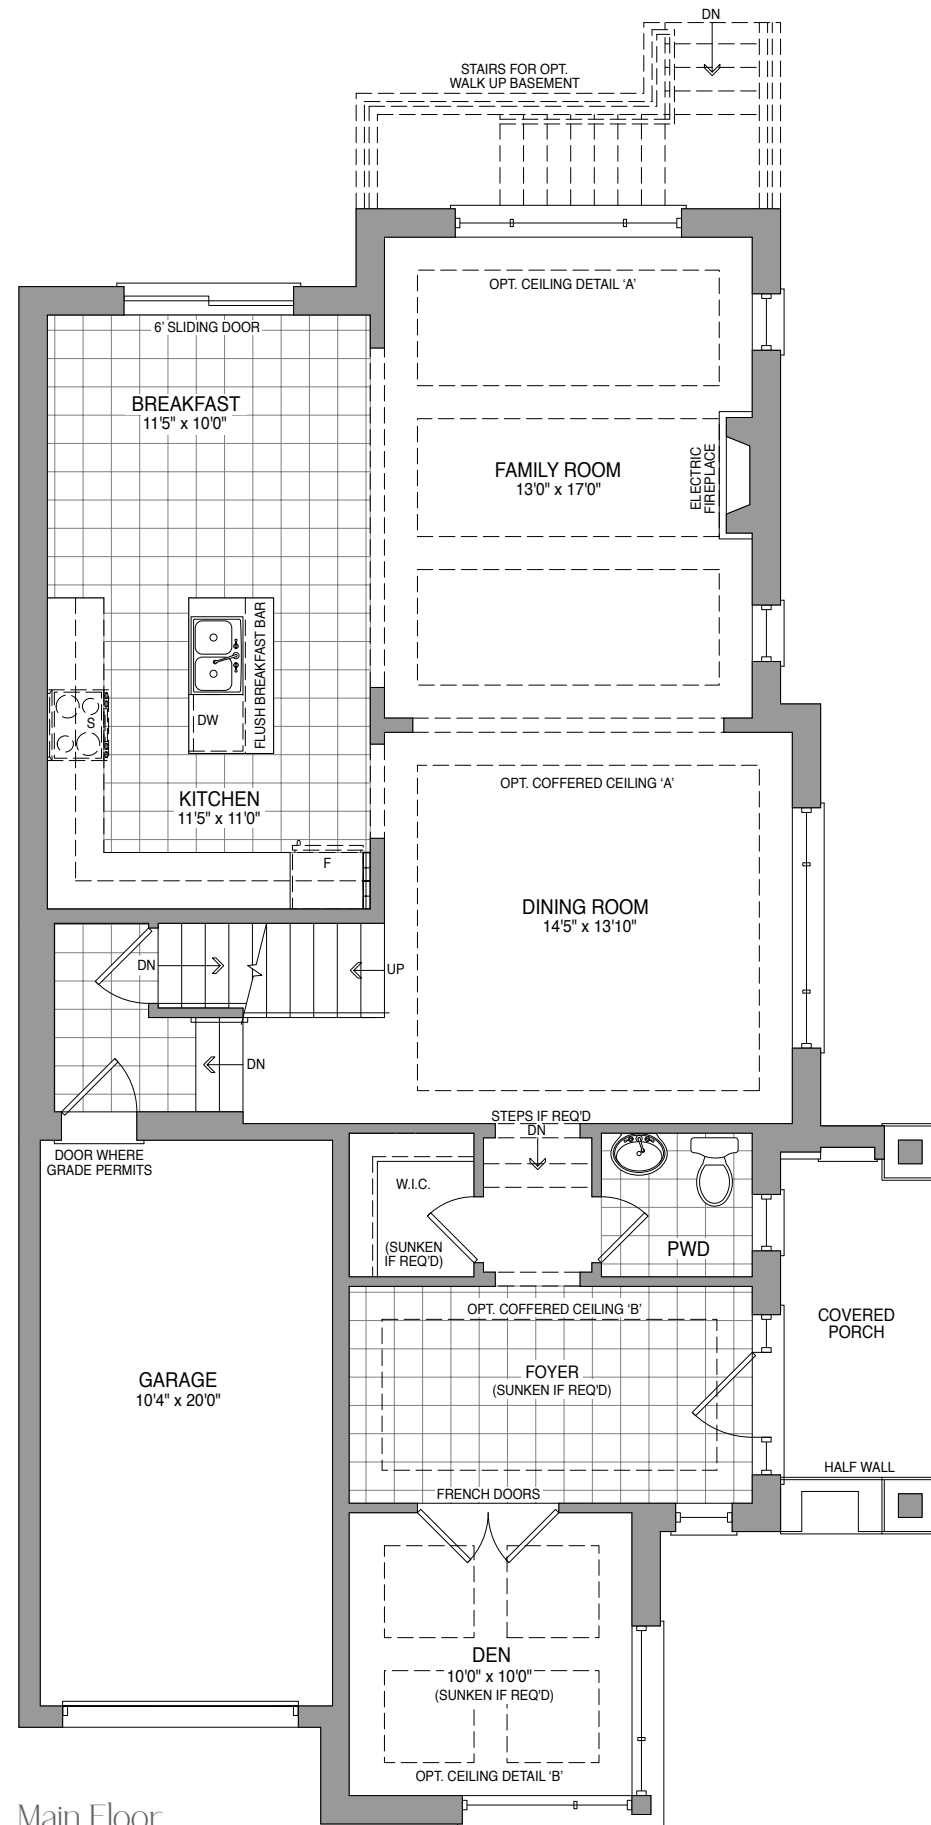 DN
STAIRS FOR OPT.
WALK UP BASEMENT
OPT. CEILING DETAIL ‘A’
6’ SLIDING DOOR
BREAKFAST
11'5" x 10'0"
FAMILY ROOM
13'0" x 17'0"
ELECTRIC
FIREPLACE
FLUSH BREAKFAST BAR
S
DW
OPT. COFFERED CEILING ‘A’
KITCHEN
11'5" x 11'0"
F
DINING ROOM
14'5" x 13'10"
DN
UP
DN
STEPS IF REQ'D
DN
DOOR WHERE
GRADE PERMITS
W.I.C.
(SUNKEN
IF REQ'D)
PWD
OPT. COFFERED CEILING ‘B’
COVERED
PORCH
FOYER
(SUNKEN IF REQ'D)
GARAGE
10'4" x 20'0"
HALF WALL
FRENCH DOORS
DEN
10'0" x 10'0"
(SUNKEN IF REQ'D)
OPT. CEILING DETAIL ‘B’
Main Floor